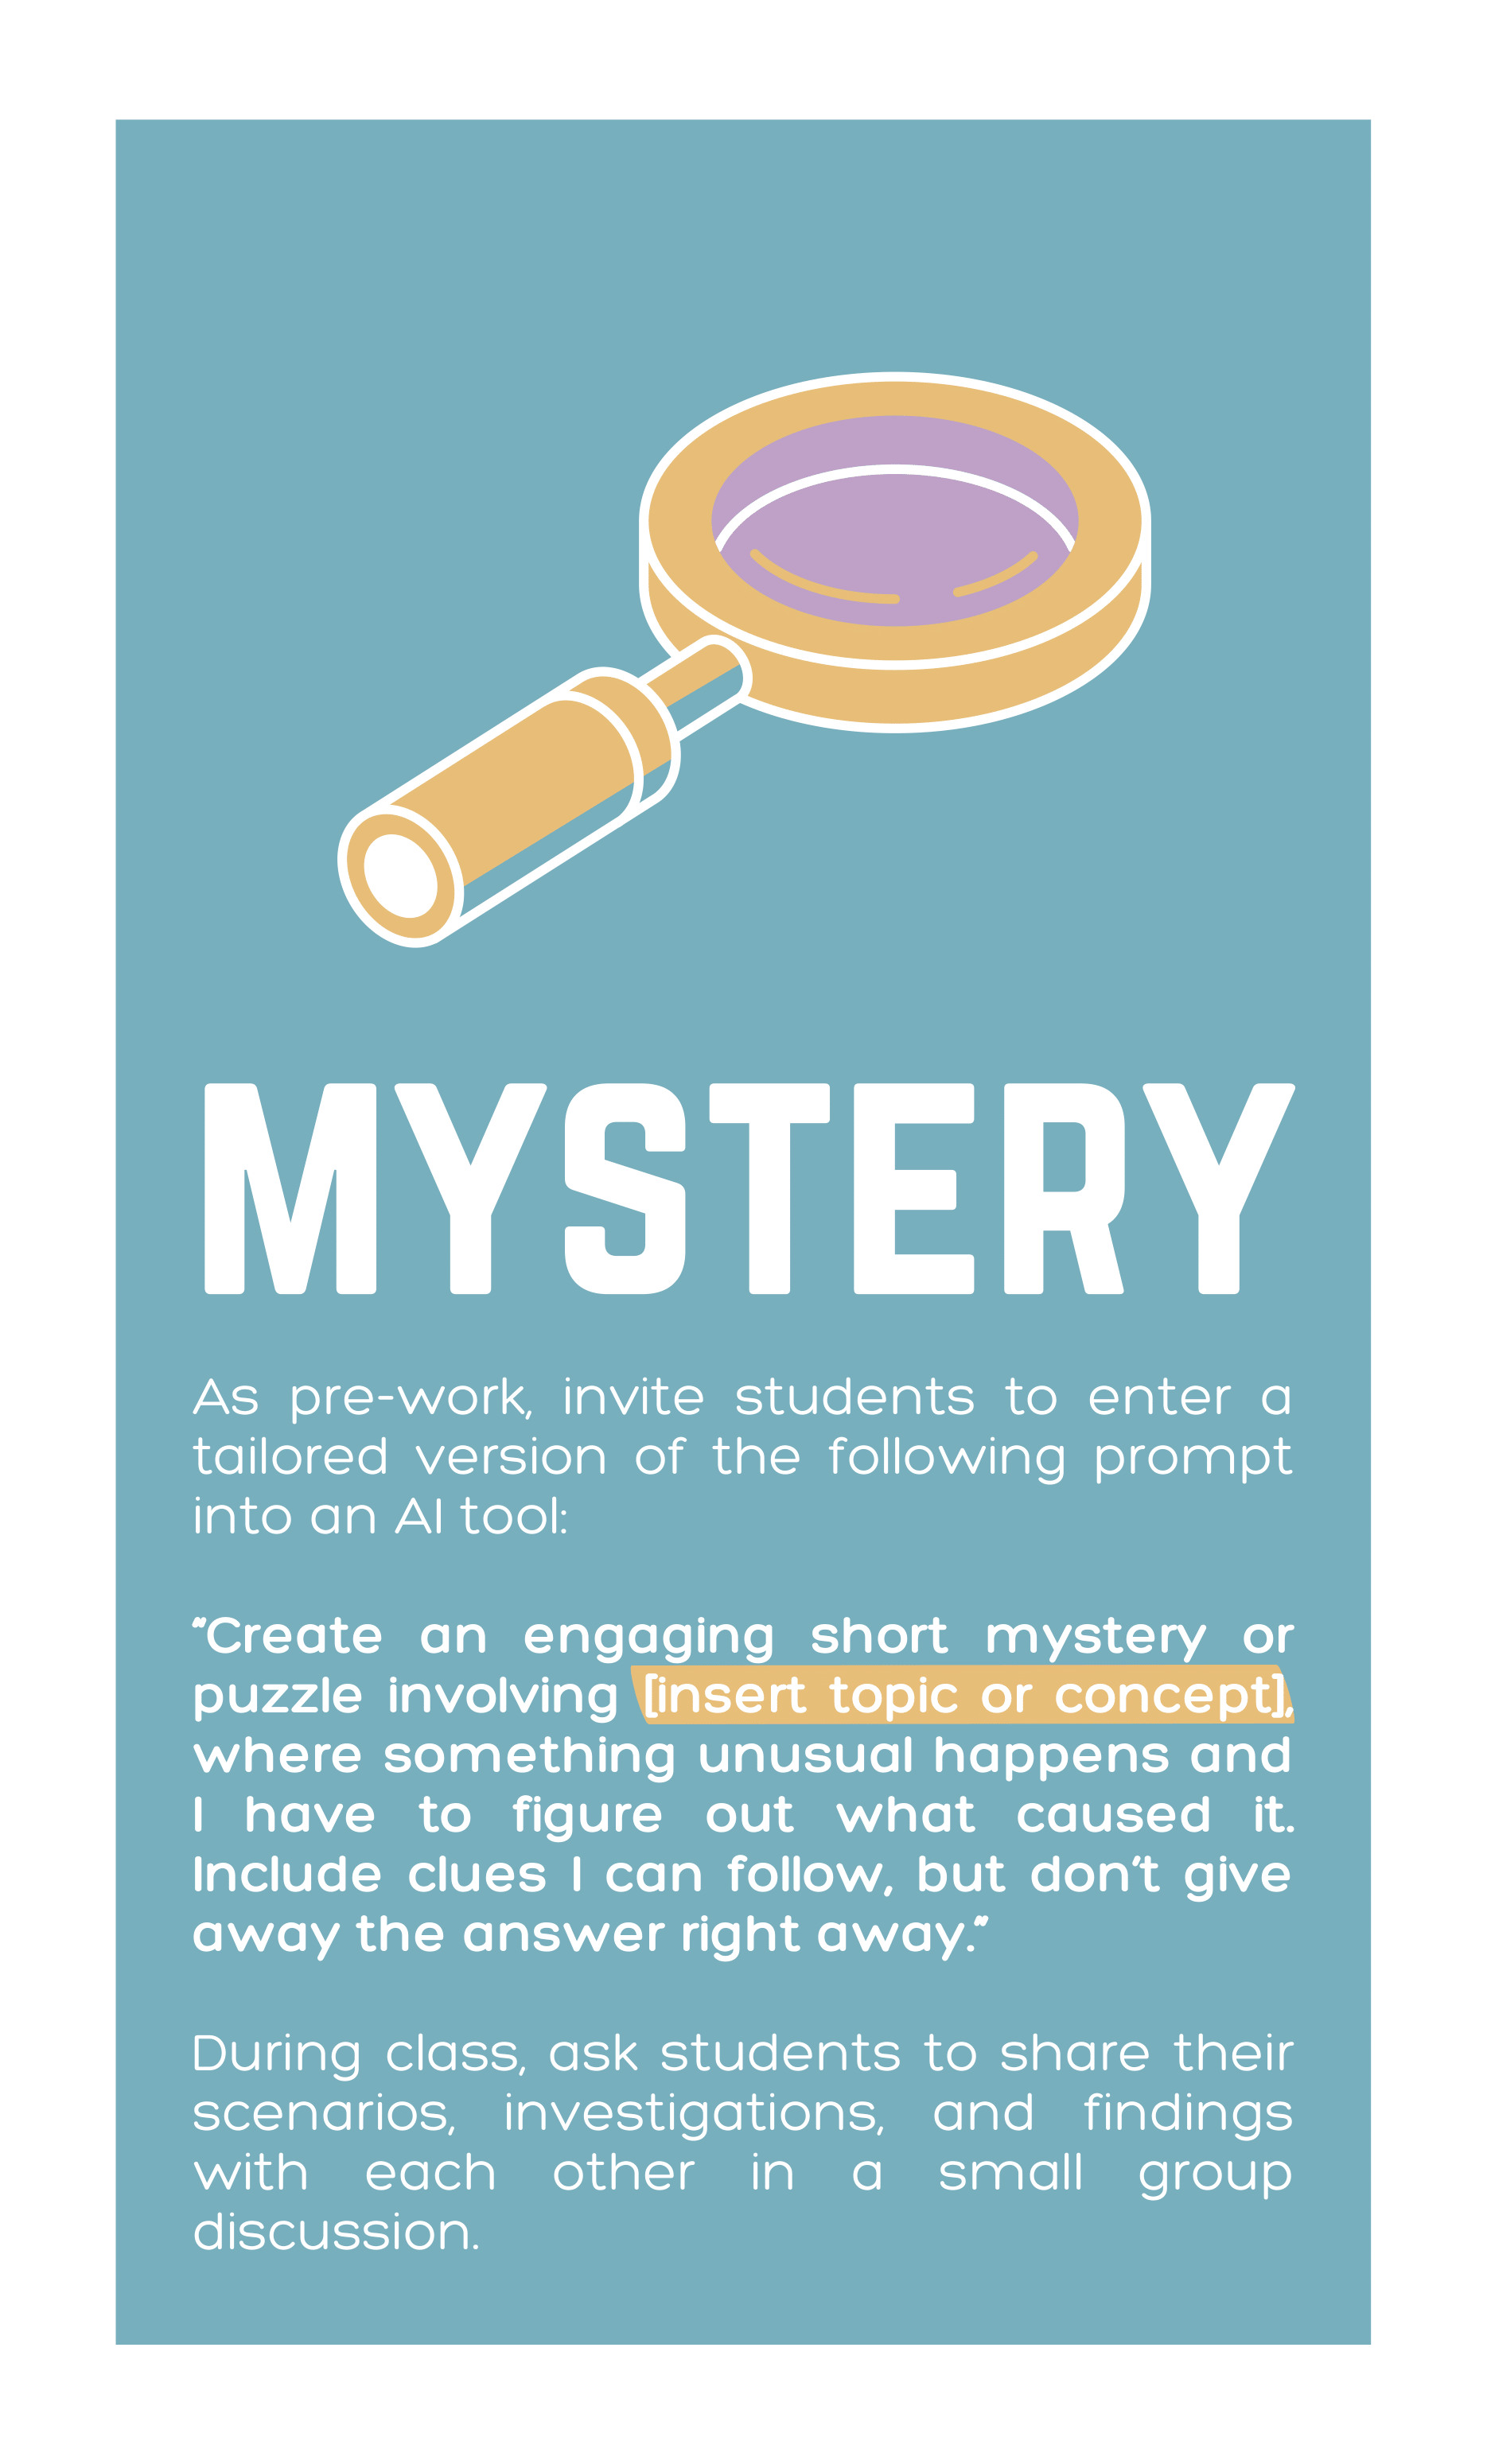 MYSTERY
As pre-work, invite students to enter a
tailored version of the following prompt
into an AI tool:
"Create an engaging short mystery or
puzzle involving [insert topic or concept],
where something unusual happens and
I have to figure out what caused it.
Include clues I can follow, but don't give
away the answer right away."
During class, ask students to share their
scenarios, investigations, and findings
with each other in a small group
discussion.